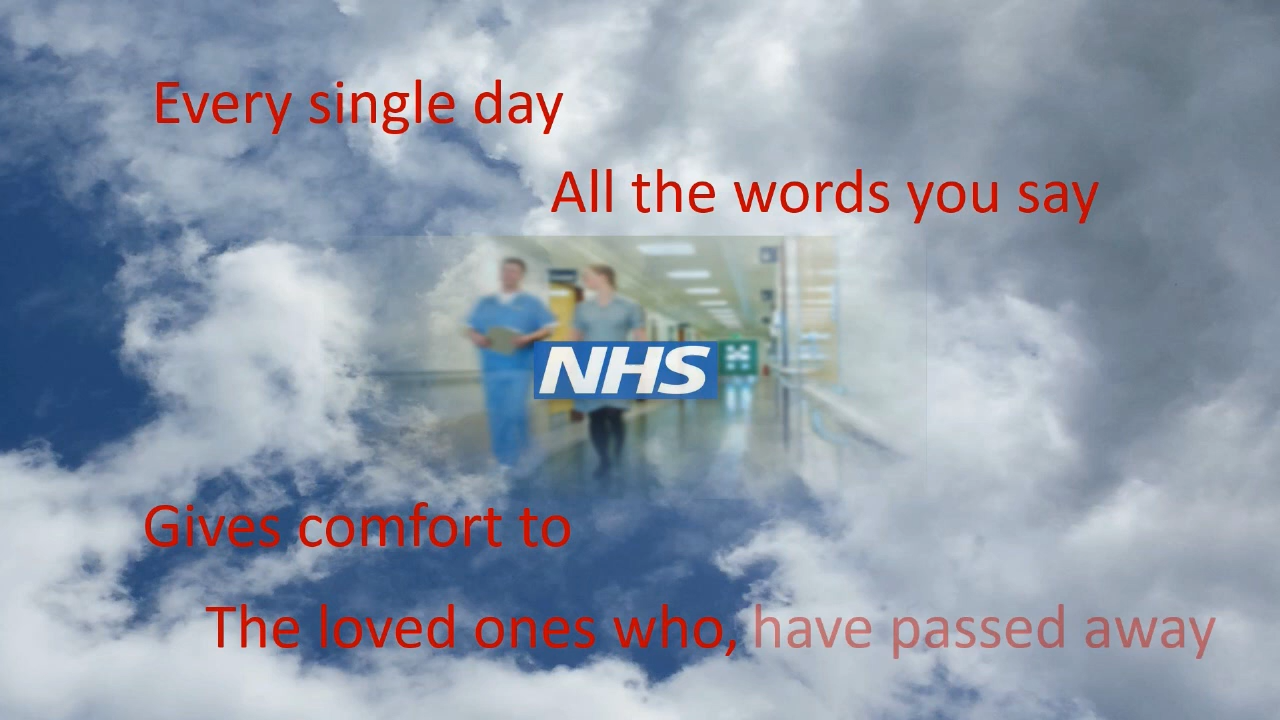 Every single day
All the words you say
NHS
Gives comfort to
The loved ones who, have passed away